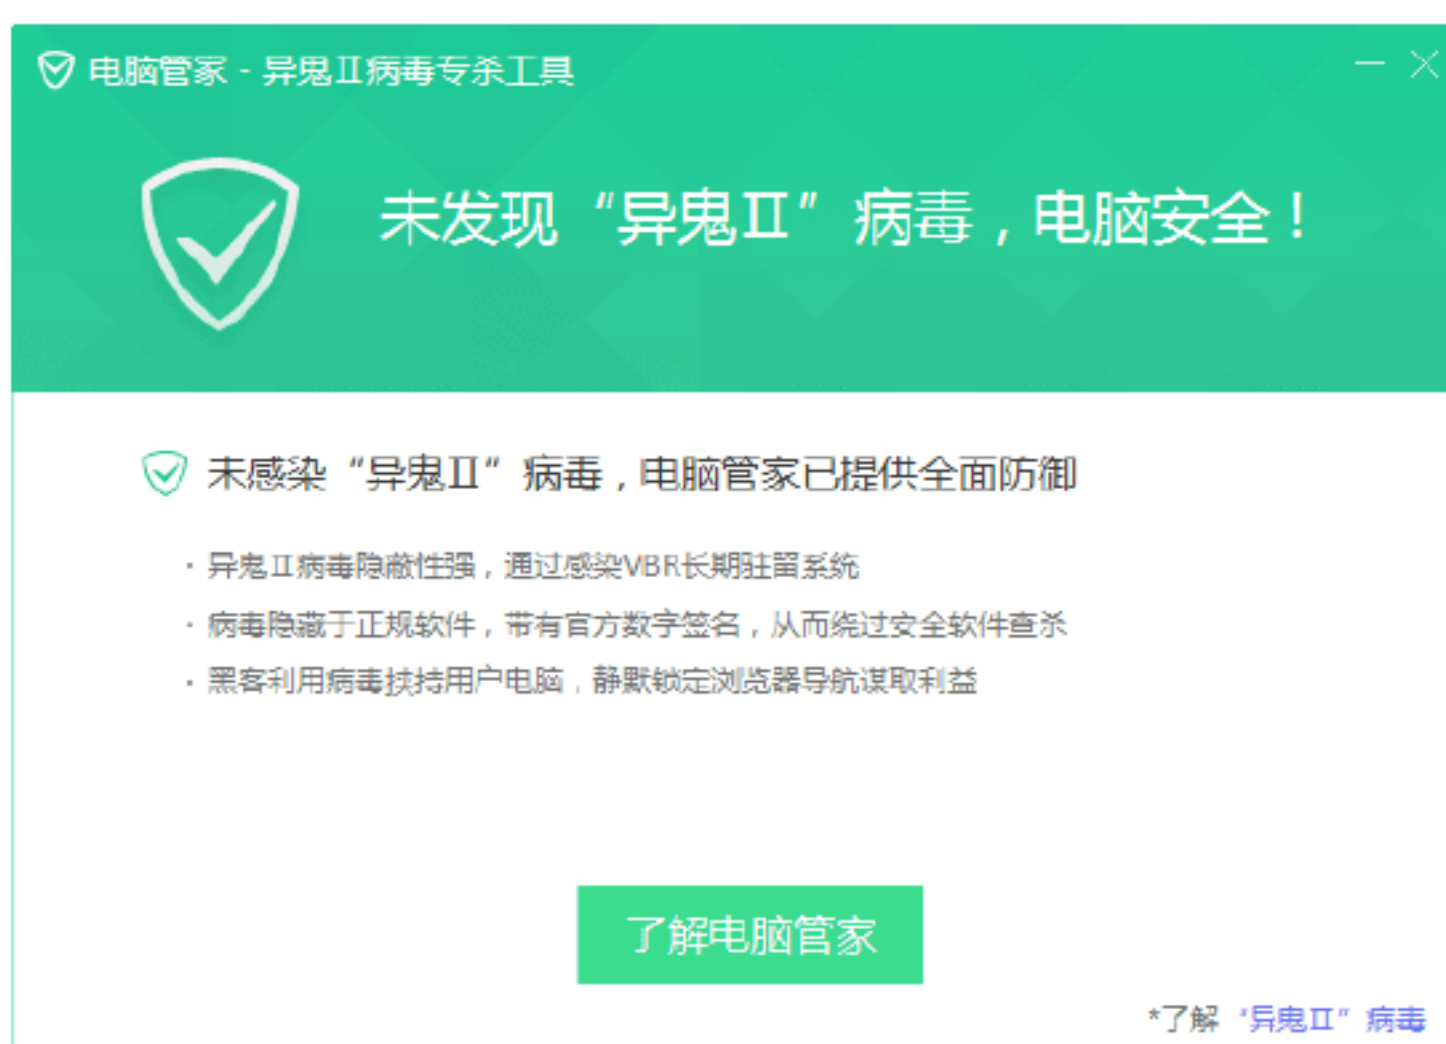 电脑管家 - 异鬼Ⅱ病毒专杀工具
未发现“异鬼Ⅱ”病毒，电脑安全！
未感染“异鬼Ⅱ”病毒，电脑管家已提供全面防御
· 异鬼Ⅱ病毒隐蔽性强，通过感染VBR长期驻留系统
· 病毒隐藏于正规软件，带有官方数字签名，从而绕过安全软件查杀
· 黑客利用病毒挟持用户电脑，静默锁定浏览器导航谋取利益
了解电脑管家
*了解“异鬼Ⅱ”病毒